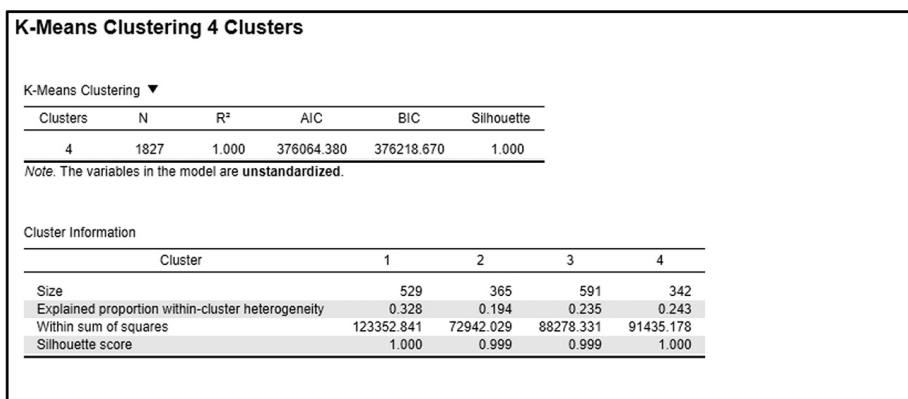 K-Means Clustering 4 Clusters
K-Means Clustering ▼
Clusters N R² AIC BIC Silhouette
4 1827 1.000 376064.380 376218.670 1.000
Note. The variables in the model are unstandardized.
Cluster Information
Cluster 1 2 3 4
Size 529 365 591 342
Explained proportion within-cluster heterogeneity 0.328 0.194 0.235 0.243
Within sum of squares 123352.841 72942.029 88278.331 91435.178
Silhouette score 1.000 0.999 0.999 1.000